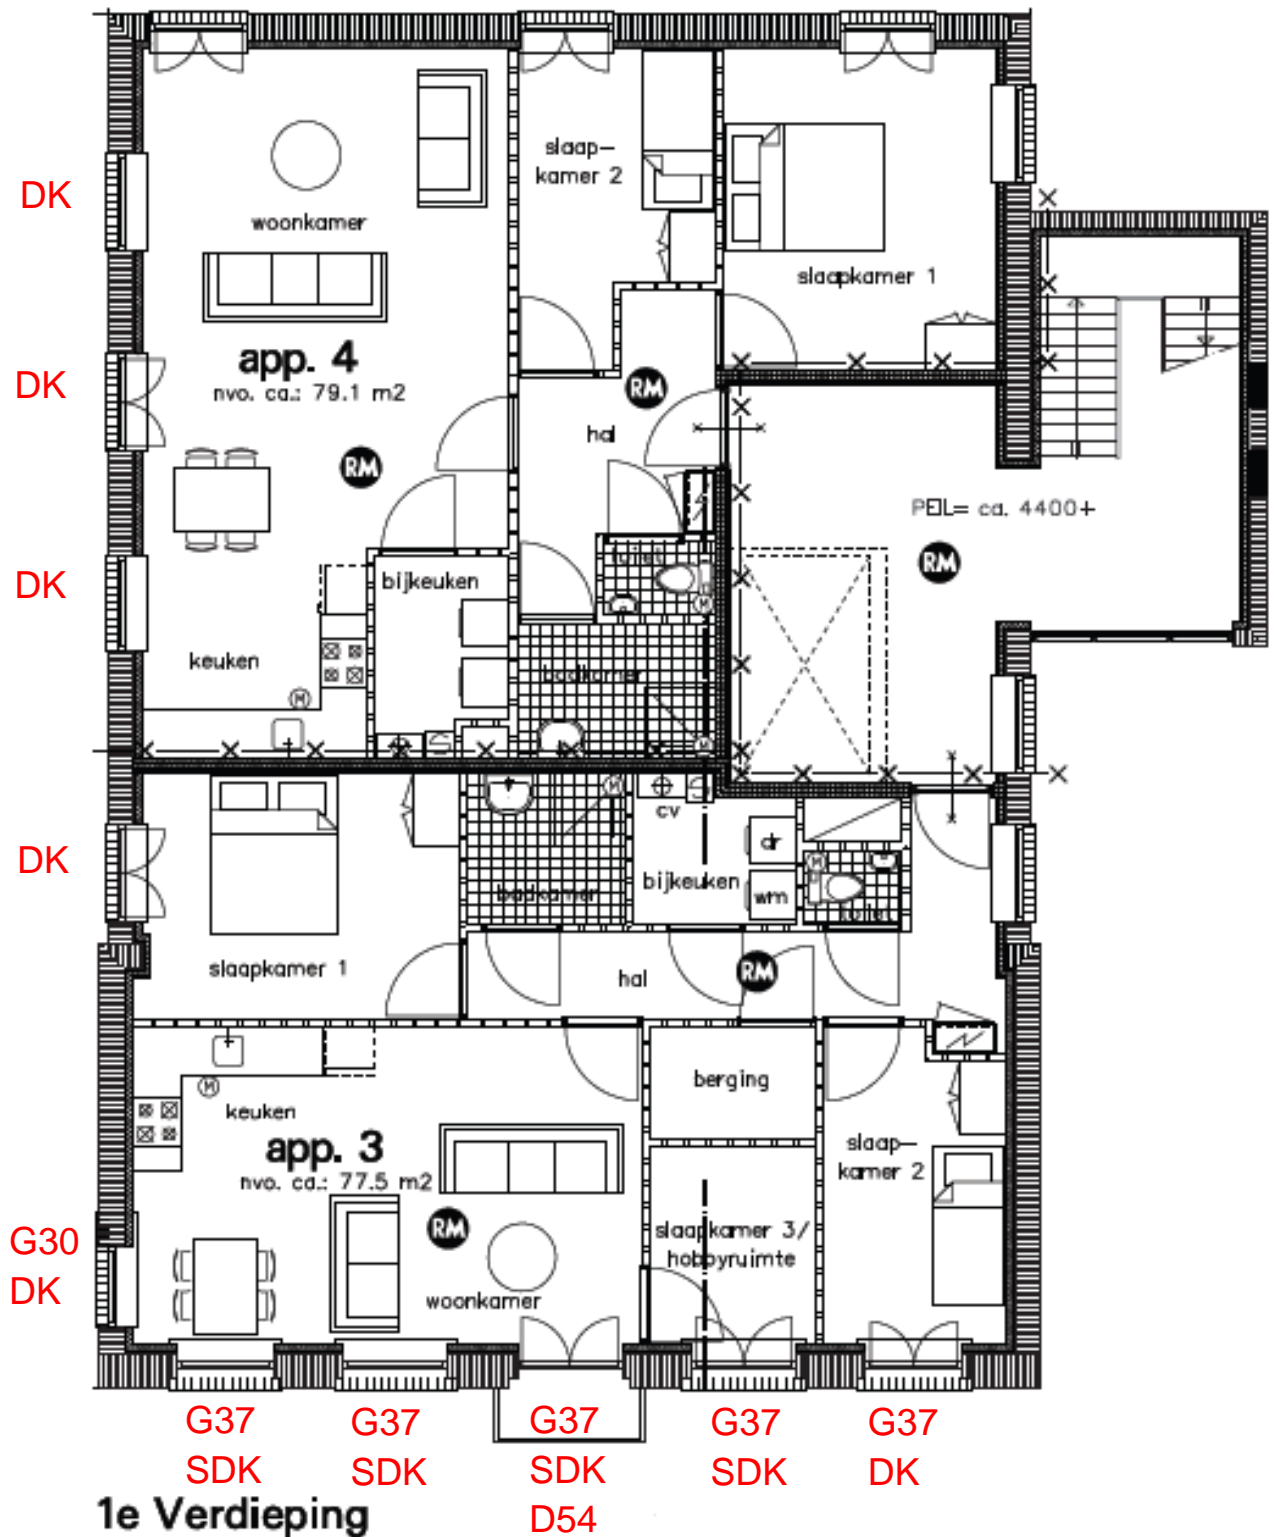 slaap-
kamer 2
DK
woonkamer
slaapkamer 1
app. 4
DK
nvo. ca.: 79.1 m2
RM
hal
RM
PEIL= ca. 4400+
RM
toilet
DK
bijkeuken
M
keuken
badkamer
M
M
M
cv
dr
DK
M
bijkeuken
wm
badkamer
toilet
slaapkamer 1
hal
RM
berging
M
keuken
app. 3
slaap-
kamer 2
nvo. ca.: 77.5 m2
RM
slaapkamer 3/
hobbyruimte
G30
DK
woonkamer
G37
SDK
G37
SDK
G37
SDK
D54
G37
SDK
G37
DK
1e Verdieping